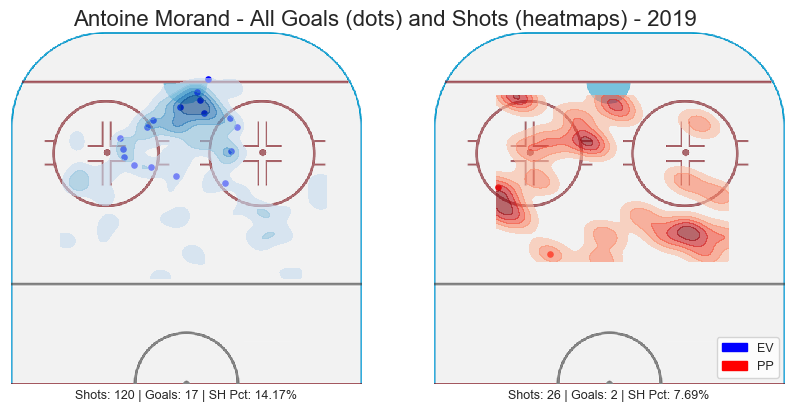 Antoine Morand - All Goals (dots) and Shots (heatmaps) - 2019
EV
PP
Shots: 120 | Goals: 17 | SH Pct: 14.17%
Shots: 26 | Goals: 2 | SH Pct: 7.69%